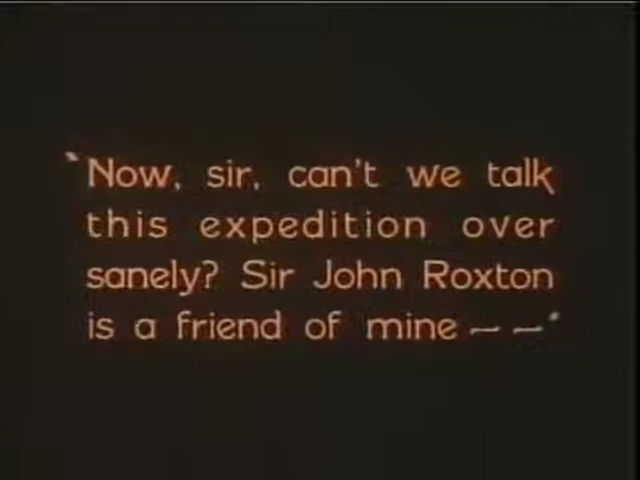 "Now, sir, can't we talk
this expedition over
sanely? Sir John Roxton
is a friend of mine — —"